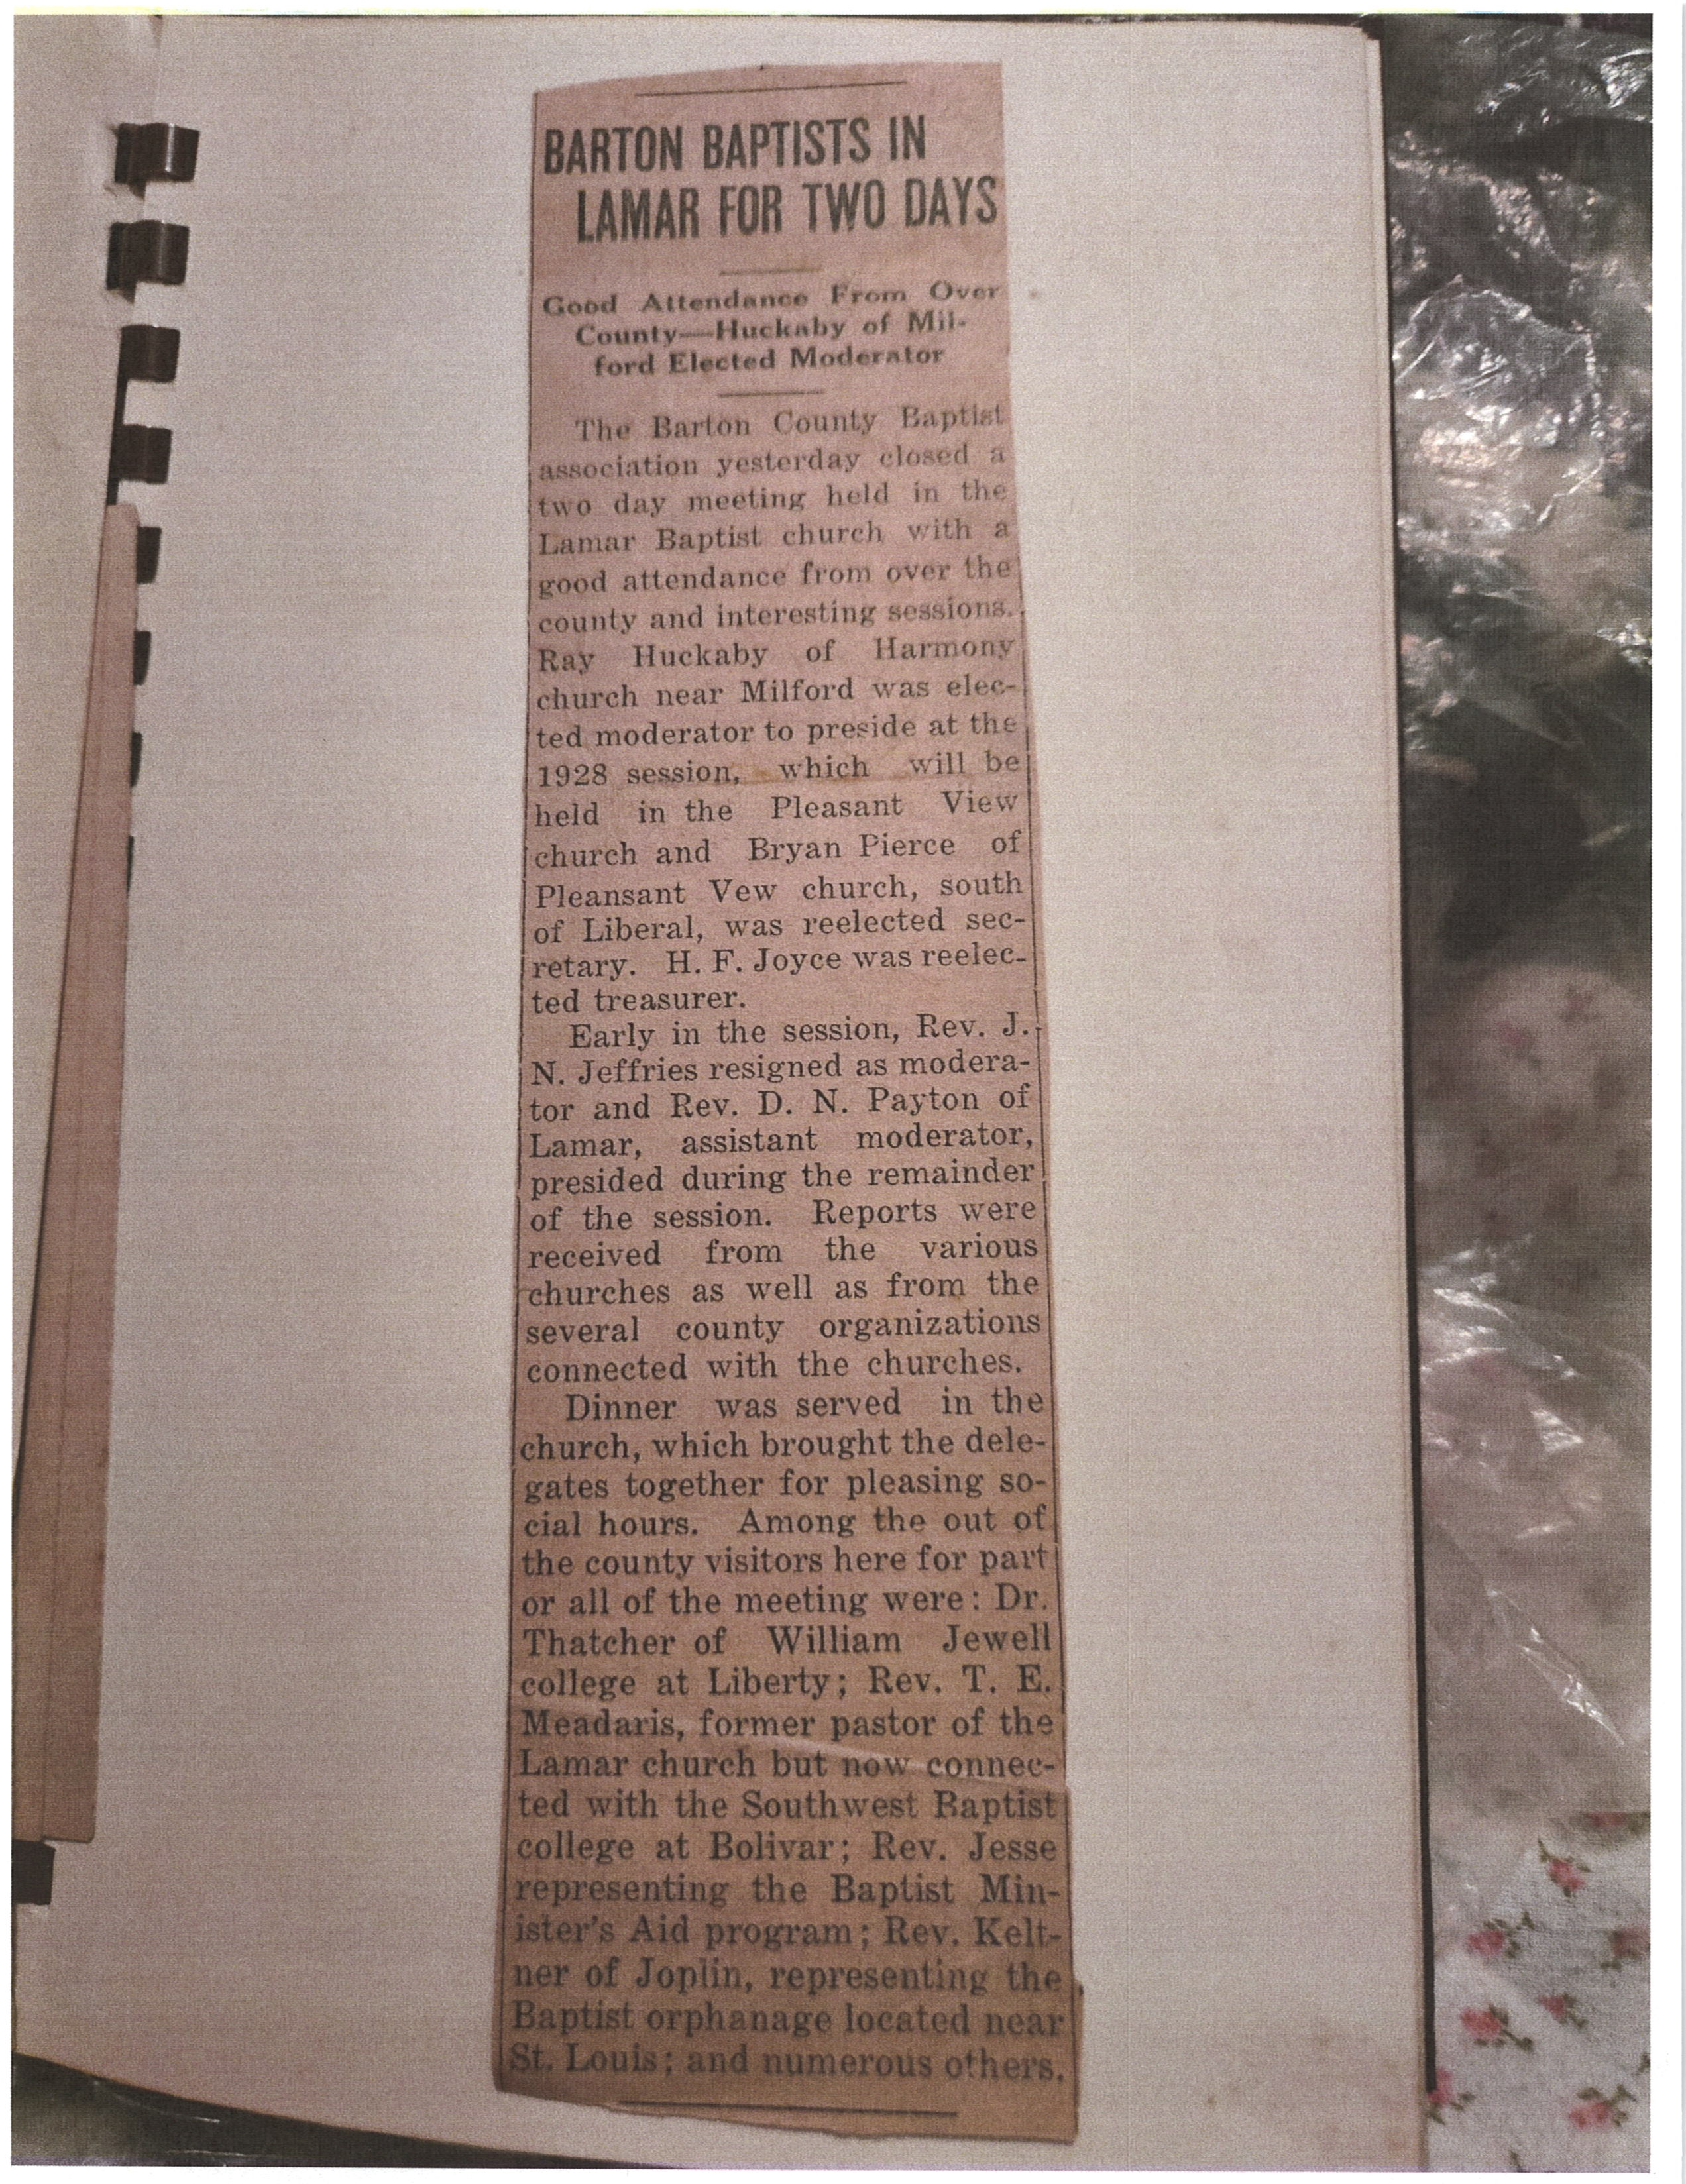 BARTON BAPTISTS IN
LAMAR FOR TWO DAYS
Good Attendance From Over
County—Huckaby of Mil-
ford Elected Moderator
The Barton County Baptist
association yesterday closed a
two day meeting held in the
Lamar Baptist church with a
good attendance from over the
county and interesting sessions.
Ray Huckaby of Harmony
church near Milford was elec-
ted moderator to preside at the
1928 session, which will be
held in the Pleasant View
church and Bryan Pierce of
Pleansant Vew church, south
of Liberal, was reelected sec-
retary. H. F. Joyce was reelec-
ted treasurer.
Early in the session, Rev. J.
N. Jeffries resigned as modera-
tor and Rev. D. N. Payton of
Lamar, assistant moderator,
presided during the remainder
of the session. Reports were
received from the various
churches as well as from the
several county organizations
connected with the churches.
Dinner was served in the
church, which brought the dele-
gates together for pleasing so-
cial hours. Among the out of
the county visitors here for part
or all of the meeting were: Dr.
Thatcher of William Jewell
college at Liberty; Rev. T. E.
Meadaris, former pastor of the
Lamar church but now connec-
ted with the Southwest Baptist
college at Bolivar; Rev. Jesse
representing the Baptist Min-
ister's Aid program; Rev. Kelt-
ner of Joplin, representing the
Baptist orphanage located near
St. Louis; and numerous others.